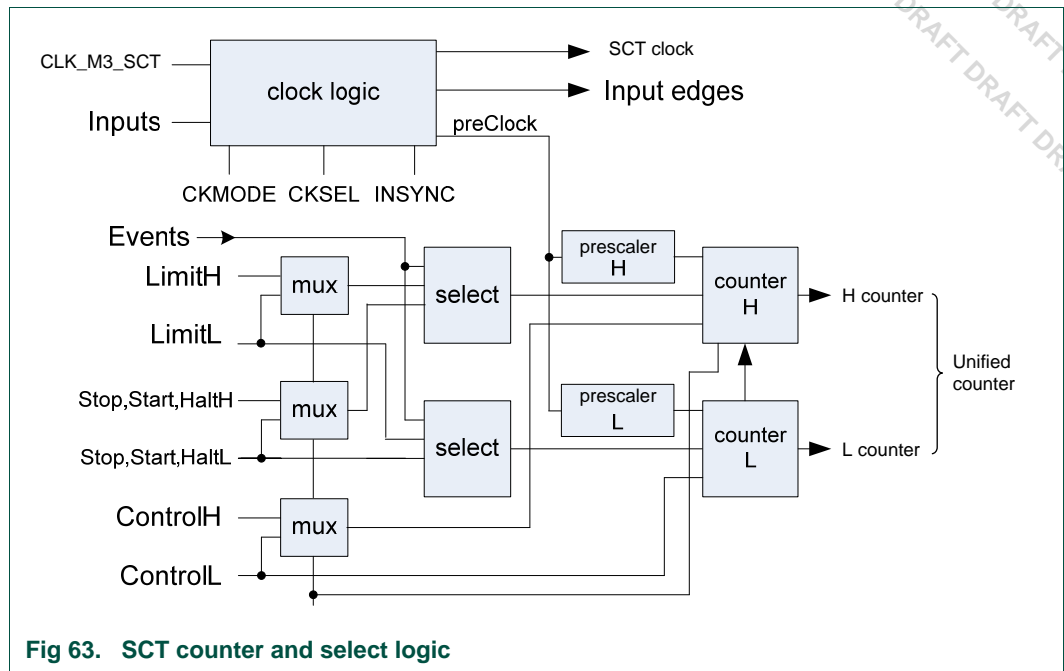 DRAFT DRAFT
DRAFT DRAFT DRA
CLK_M3_SCT
clock logic
SCT clock
Inputs
Input edges
preClock
CKMODE CKSEL INSYNC
Events
LimitH
mux
select
prescaler
H
counter
H
H counter
LimitL
Unified
counter
Stop,Start,HaltH
mux
prescaler
L
Stop,Start,HaltL
select
counter
L
L counter
ControlH
mux
ControlL
Fig 63. SCT counter and select logic